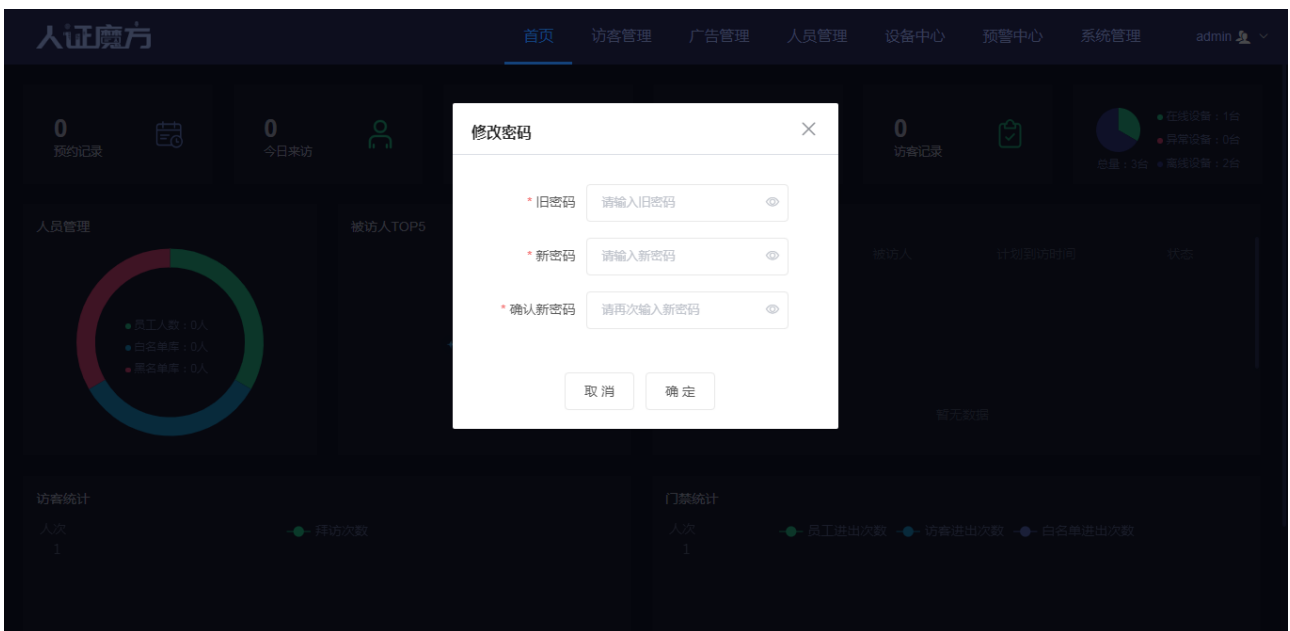 人证魔方
首页 访客管理 广告管理 人员管理 设备中心 预警中心 系统管理 admin
0
预约记录
0
今日来访
0
访客记录
在线设备：1台
异常设备：0台
总量：3台 离线设备：2台
修改密码
* 旧密码 请输入旧密码
* 新密码 请输入新密码
* 确认新密码 请再次输入新密码
取 消 确 定
人员管理
员工人数：0人
白名单库：0人
黑名单库：0人
被访人TOP5
被访人 计划到访时间 状态
暂无数据
访客统计
人次
1
拜访次数
门禁统计
人次
1
员工进出次数 访客进出次数 白名单进出次数